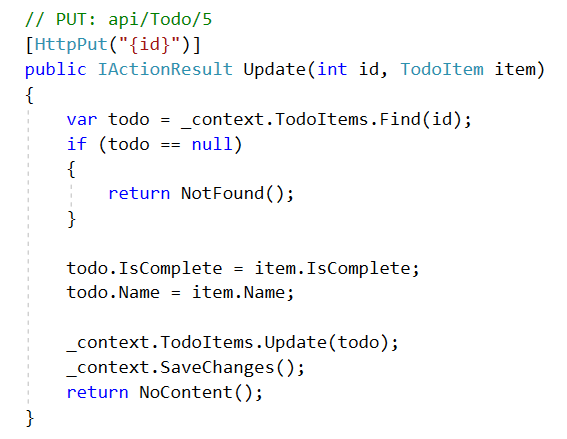 // PUT: api/Todo/5
[HttpPut("{id}")]
public IActionResult Update(int id, TodoItem item)
{
    var todo = _context.TodoItems.Find(id);
    if (todo == null)
    {
        return NotFound();
    }

    todo.IsComplete = item.IsComplete;
    todo.Name = item.Name;

    _context.TodoItems.Update(todo);
    _context.SaveChanges();
    return NoContent();
}